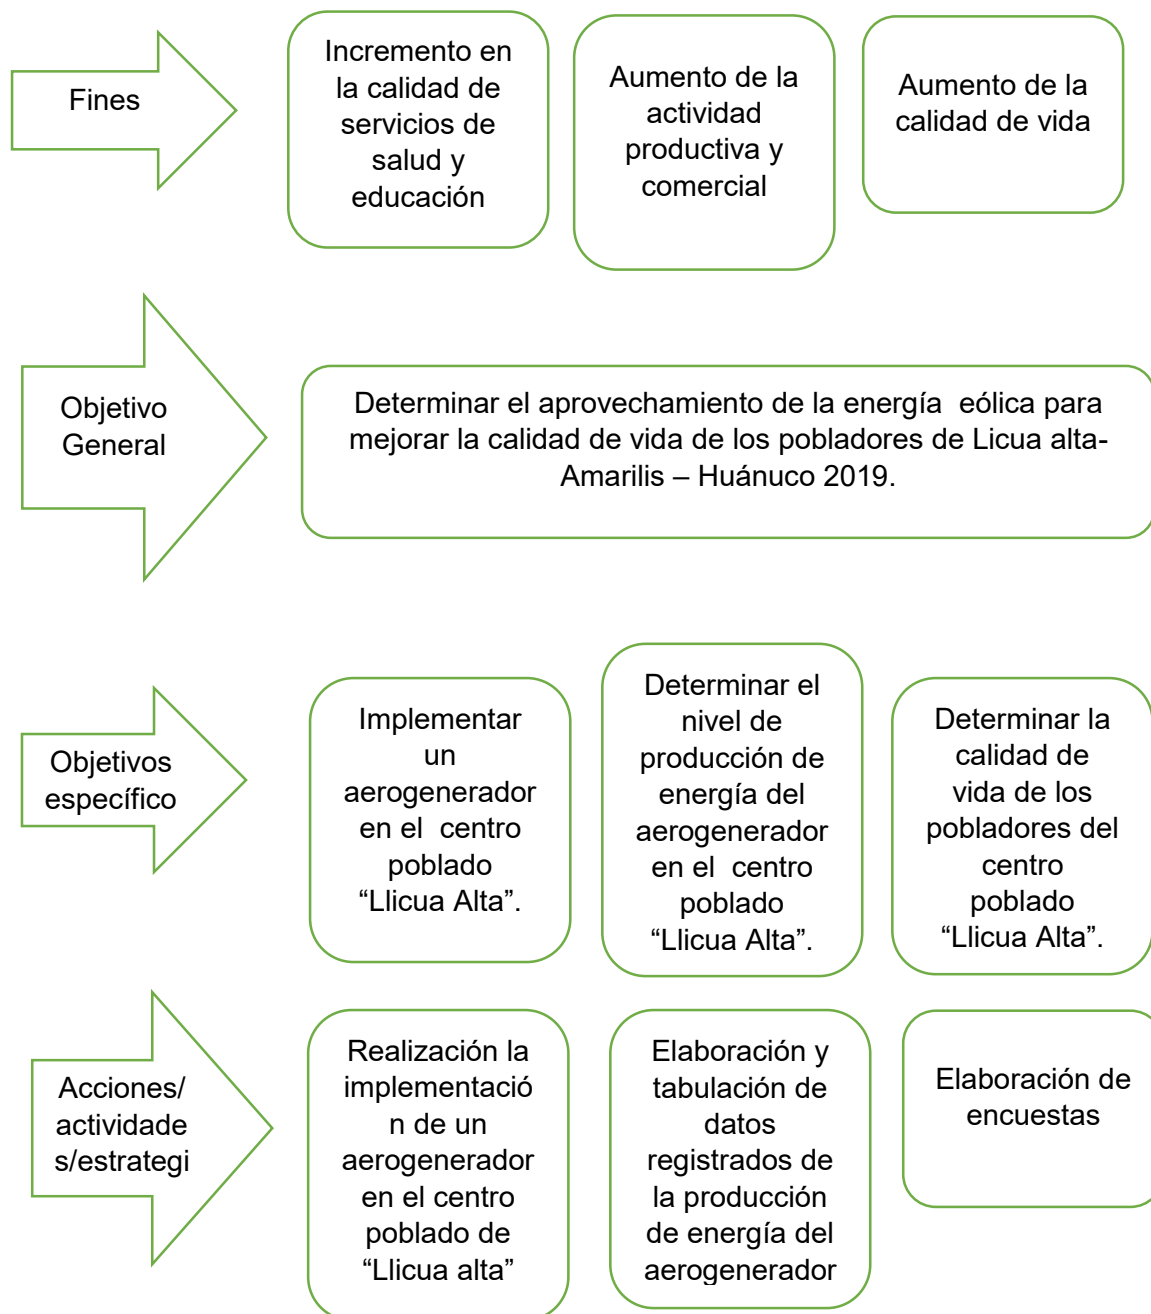 Fines
Incremento en
la calidad de
servicios de
salud y
educación
Aumento de la
actividad
productiva y
comercial
Aumento de la
calidad de vida
Objetivo
General
Determinar el aprovechamiento de la energía eólica para
mejorar la calidad de vida de los pobladores de Licua alta-
Amarilis – Huánuco 2019.
Objetivos
específico
Implementar
un
aerogenerador
en el centro
poblado
“Llicua Alta”.
Determinar el
nivel de
producción de
energía del
aerogenerador
en el centro
poblado
“Llicua Alta”.
Determinar la
calidad de
vida de los
pobladores del
centro
poblado
“Llicua Alta”.
Acciones/
actividade
s/estrategi
Realización la
implementació
n de un
aerogenerador
en el centro
poblado de
“Llicua alta”
Elaboración y
tabulación de
datos
registrados de
la producción
de energía del
aerogenerador
Elaboración de
encuestas